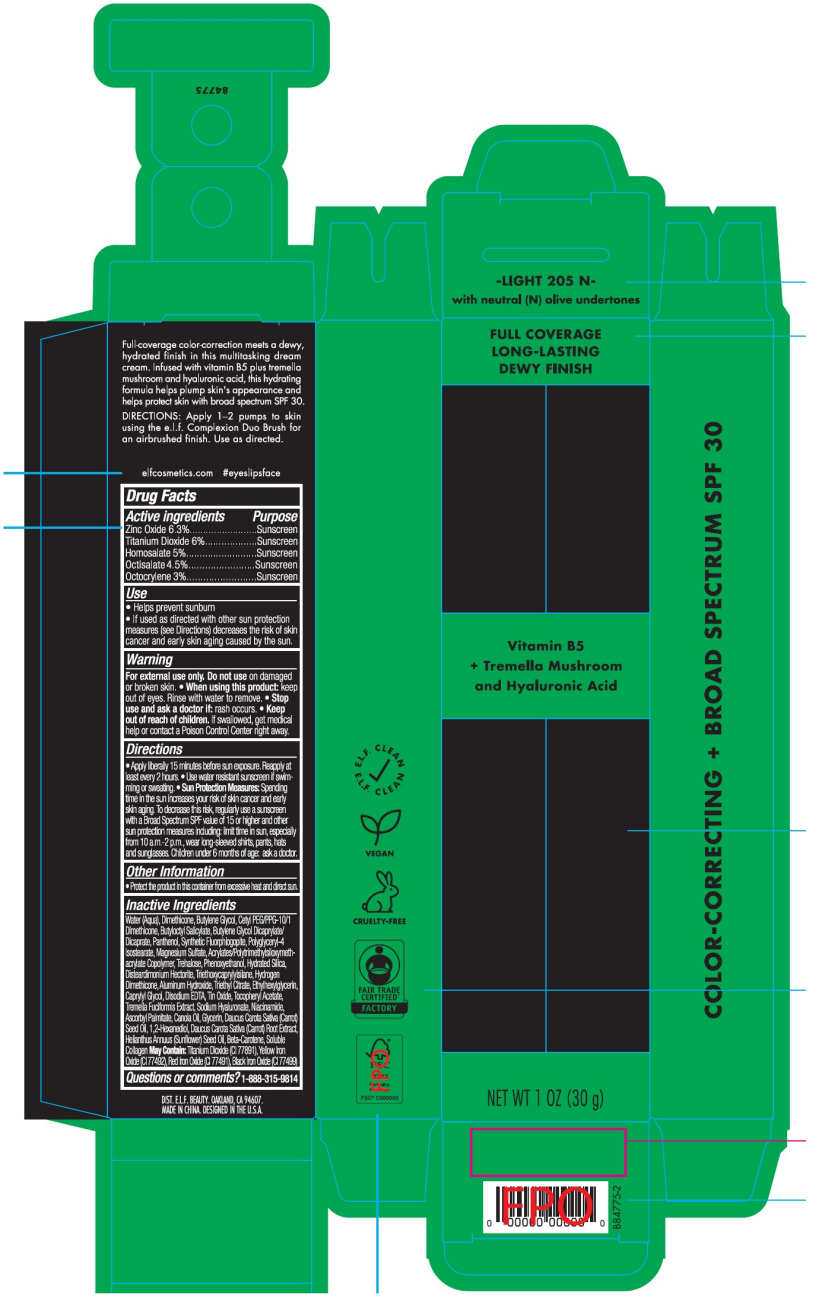 84775
Full-coverage color-correction meets a dewy,
hydrated finish in this multitasking dream
cream. Infused with vitamin B5 plus tremella
mushroom and hyaluronic acid, this hydrating
formula helps plump skin's appearance and
helps protect skin with broad spectrum SPF 30.
DIRECTIONS: Apply 1–2 pumps to skin
using the e.l.f. Complexion Duo Brush for
an airbrushed finish. Use as directed.
elfcosmetics.com #eyeslipsface
Drug Facts
Active ingredients Purpose
Zinc Oxide 6.3%........................Sunscreen
Titanium Dioxide 6%...................Sunscreen
Homosalate 5%..........................Sunscreen
Octisalate 4.5%........................Sunscreen
Octocrylene 3%..........................Sunscreen
Use
• Helps prevent sunburn
• If used as directed with other sun protection
measures (see Directions) decreases the risk of skin
cancer and early skin aging caused by the sun.
Warning
For external use only. Do not use on damaged
or broken skin. • When using this product: keep
out of eyes. Rinse with water to remove. • Stop
use and ask a doctor if: rash occurs. • Keep
out of reach of children. If swallowed, get medical
help or contact a Poison Control Center right away.
Directions
• Apply liberally 15 minutes before sun exposure. Reapply at
least every 2 hours. • Use water resistant sunscreen if swim-
ming or sweating. • Sun Protection Measures: Spending
time in the sun increases your risk of skin cancer and early
skin aging. To decrease this risk, regularly use a sunscreen
with a Broad Spectrum SPF value of 15 or higher and other
sun protection measures including: limit time in sun, especially
from 10 a.m.-2 p.m., wear long-sleeved shirts, pants, hats
and sunglasses. Children under 6 months of age: ask a doctor.
Other Information
• Protect the product in this container from excessive heat and direct sun.
Inactive Ingredients
Water (Aqua), Dimethicone, Butylene Glycol, Cetyl PEG/PPG-10/1
Dimethicone, Butyloctyl Salicylate, Butylene Glycol Dicaprylate/
Dicaprate, Panthenol, Synthetic Fluorphlogopite, Polyglyceryl-4
Isostearate, Magnesium Sulfate, Acrylates/Polytrimethylsiloxymeth-
acrylate Copolymer, Trehalose, Phenoxyethanol, Hydrated Silica,
Disteardimonium Hectorite, Triethoxycaprylylsilane, Hydrogen
Dimethicone, Aluminum Hydroxide, Triethyl Citrate, Ethylhexylglycerin,
Caprylyl Glycol, Disodium EDTA, Tin Oxide, Tocopheryl Acetate,
Tremella Fuciformis Extract, Sodium Hyaluronate, Niacinamide,
Ascorbyl Palmitate, Canola Oil, Glycerin, Daucus Carota Sativa (Carrot)
Seed Oil, 1,2-Hexanediol, Daucus Carota Sativa (Carrot) Root Extract,
Helianthus Annuus (Sunflower) Seed Oil, Beta-Carotene, Soluble
Collagen May Contain: Titanium Dioxide (CI 77891), Yellow Iron
Oxide (CI 77492), Red Iron Oxide (CI 77491), Black Iron Oxide (CI 77499)
Questions or comments? 1-888-315-9814
DIST. E.L.F. BEAUTY. OAKLAND, CA 94607.
MADE IN CHINA. DESIGNED IN THE U.S.A.
E.L.F. CLEAN
E.L.F. CLEAN
VEGAN
CRUELTY-FREE
FAIR TRADE
CERTIFIED
FACTORY
FPO
FSC® C000000
-LIGHT 205 N-
with neutral (N) olive undertones
FULL COVERAGE
LONG-LASTING
DEWY FINISH
Vitamin B5
+ Tremella Mushroom
and Hyaluronic Acid
NET WT 1 OZ (30 g)
FPO
0 00000 00000 0
B84775-2
COLOR-CORRECTING + BROAD SPECTRUM SPF 30